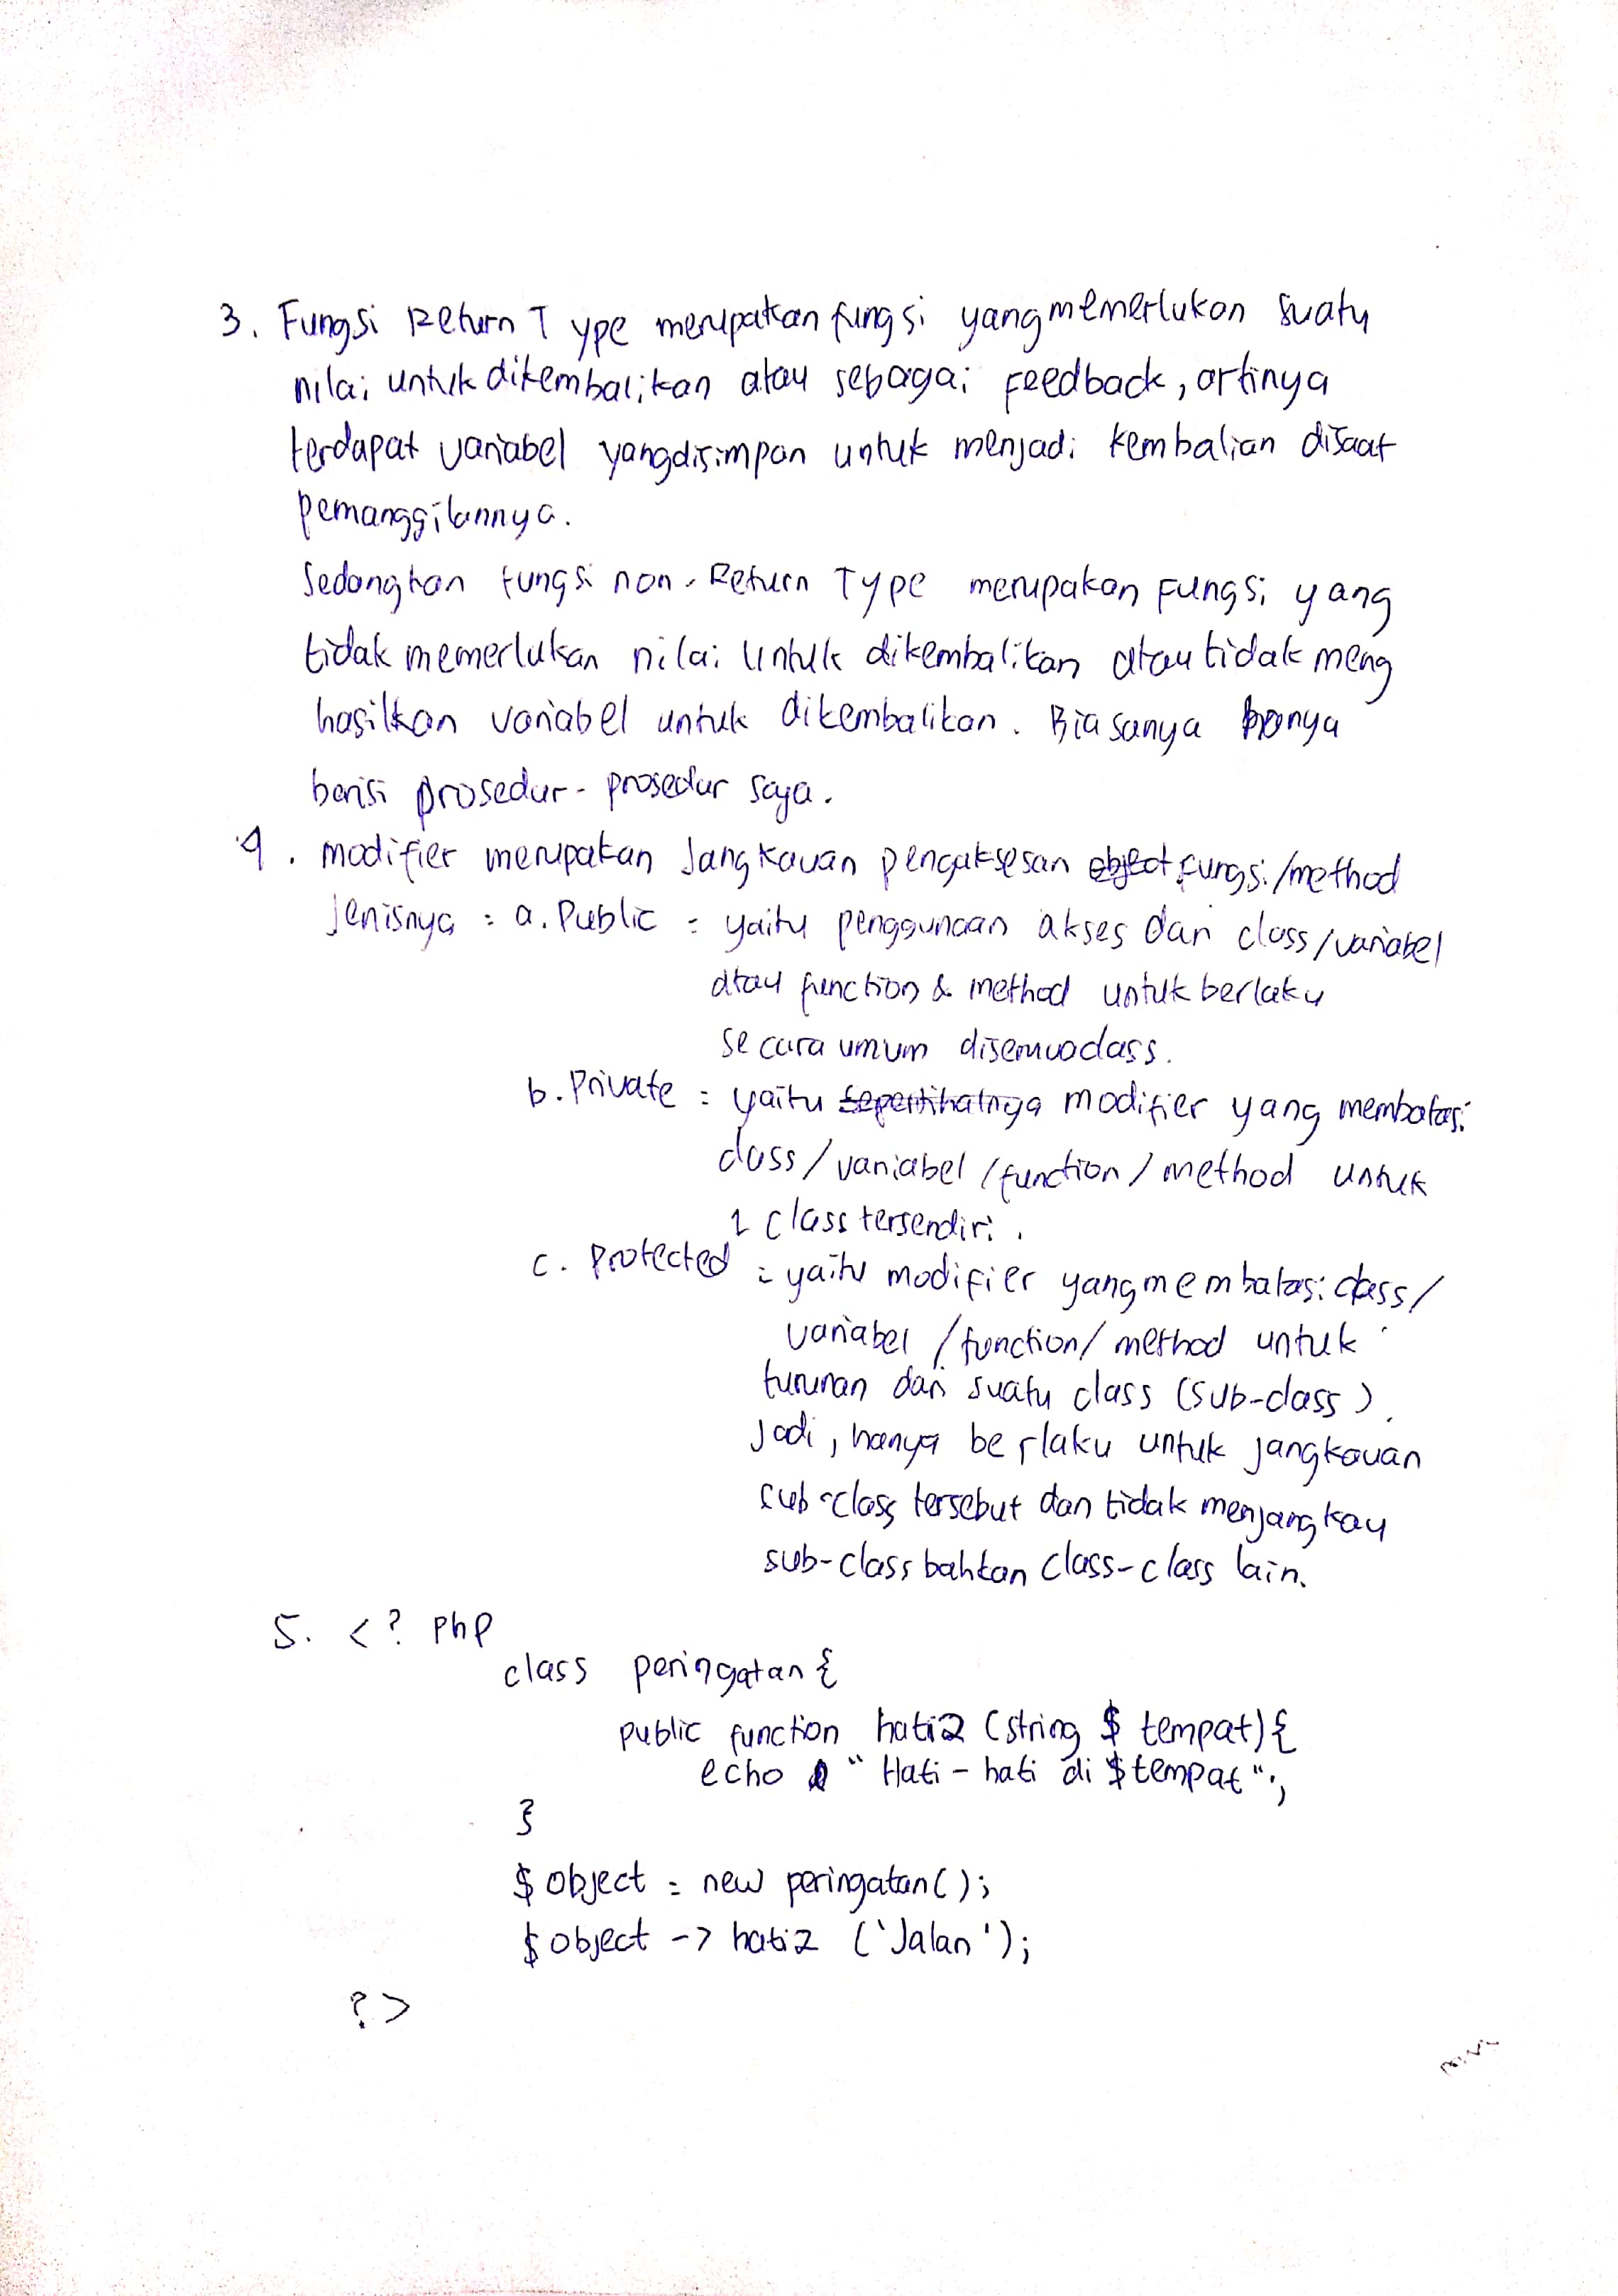 3. Fungsi Return Type merupakan fungsi yang memerlukan suatu
nilai untuk dikembalikan atau sebagai feedback, artinya
terdapat variabel yang disimpan untuk menjadi kembalian disaat
pemanggilannya.
Sedangkan fungsi non-Return Type merupakan fungsi yang
tidak memerlukan nilai untuk dikembalikan atau tidak meng
hasilkan variabel untuk dikembalikan. Biasanya hanya
berisi prosedur-prosedur saja.
4. modifier merupakan Jangkauan pengaksesan object fungsi/method
Jenisnya : a. Public : yaitu penggunaan akses dari class/variabel
atau function & method untuk berlaku
secara umum disemua class.
b. Private : yaitu sepertihalnya modifier yang membatasi
class/variabel/function/method untuk
1 class tersendiri.
c. Protected : yaitu modifier yang membatasi class/
variabel/function/method untuk
turunan dari suatu class (sub-class).
Jadi, hanya berlaku untuk jangkauan
sub-class tersebut dan tidak menjangkau
sub-class bahkan class-class lain.
5. <? php
class peringatan {
public function hati2 (string $ tempat) {
echo " Hati-hati di $tempat";
}
$ object = new peringatan();
$ object -> hati2 ('Jalan');
?>